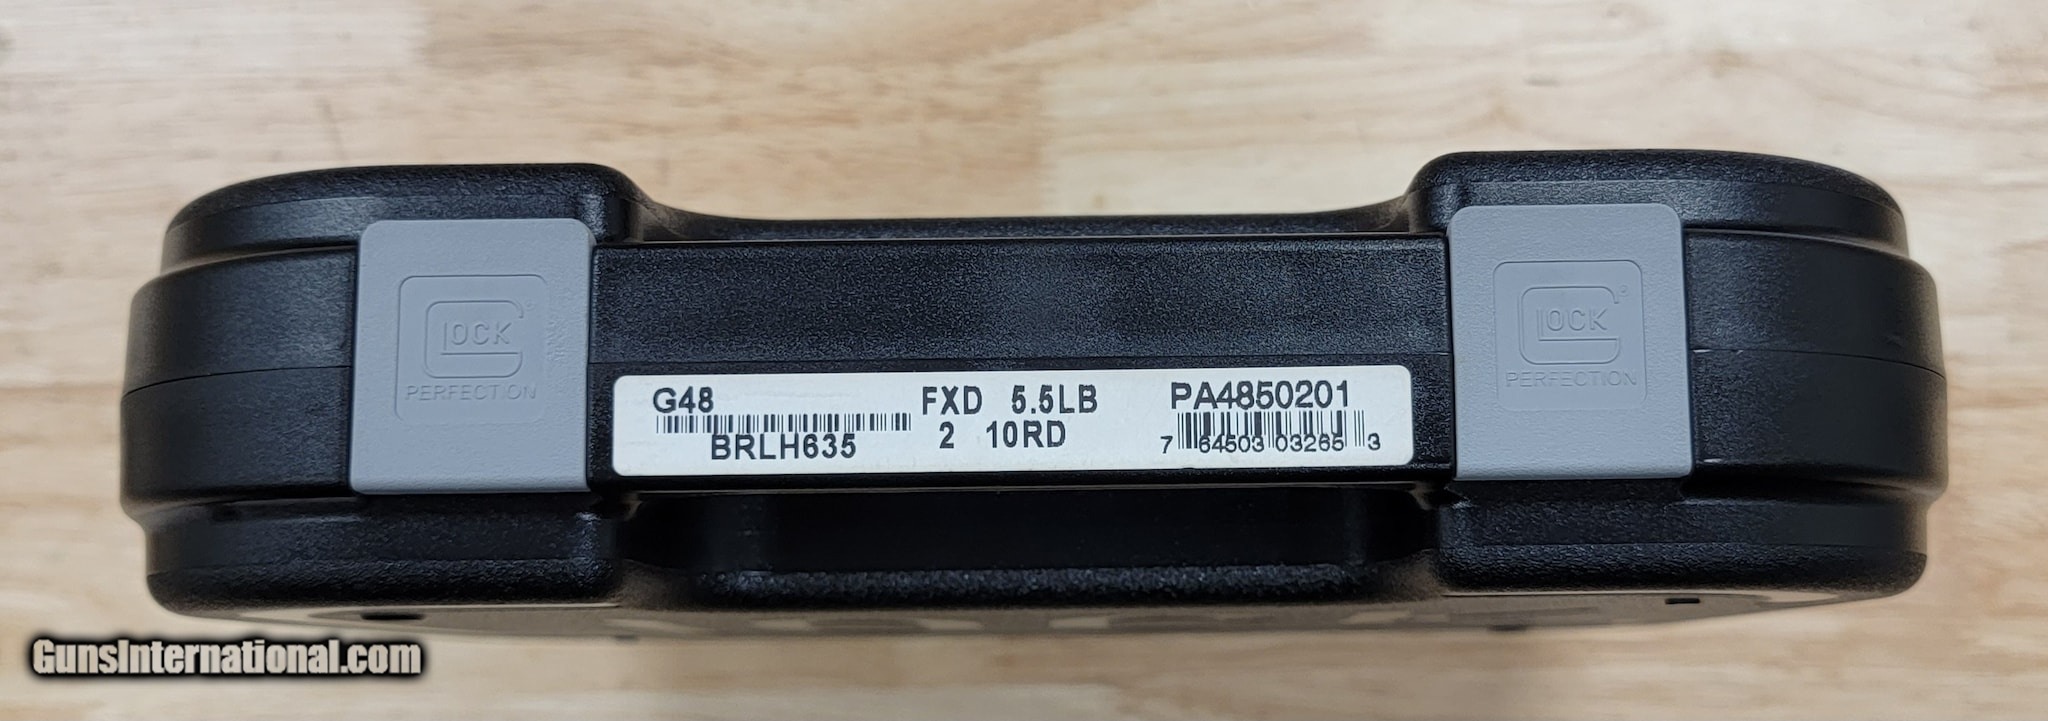 GLOCK
PERFECTION
G48 FXD 5.5LB PA4850201
BRLH635 2 10RD 7 64503 03265 3
GLOCK
PERFECTION
GunsInternational.com